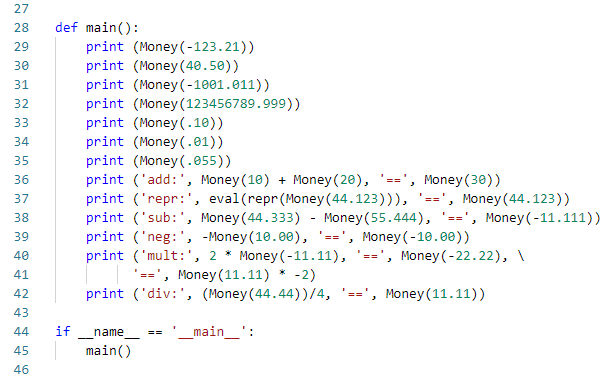 27
28 def main():
29     print (Money(-123.21))
30     print (Money(40.50))
31     print (Money(-1001.011))
32     print (Money(123456789.999))
33     print (Money(.10))
34     print (Money(.01))
35     print (Money(.055))
36     print ('add:', Money(10) + Money(20), '==', Money(30))
37     print ('repr:', eval(repr(Money(44.123))), '==', Money(44.123))
38     print ('sub:', Money(44.333) - Money(55.444), '==', Money(-11.111))
39     print ('neg:', -Money(10.00), '==', Money(-10.00))
40     print ('mult:', 2 * Money(-11.11), '==', Money(-22.22), \
41           '==', Money(11.11) * -2)
42     print ('div:', (Money(44.44))/4, '==', Money(11.11))
43
44 if __name__ == '__main__':
45     main()
46